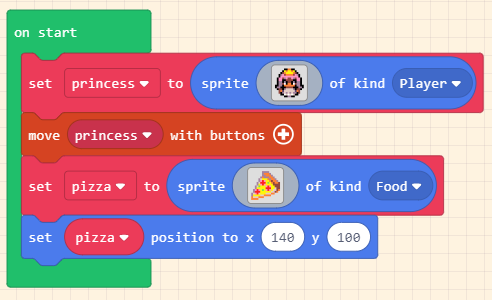 on start
set princess to sprite of kind Player
move princess with buttons
set pizza to sprite of kind Food
set pizza position to x 140 y 100